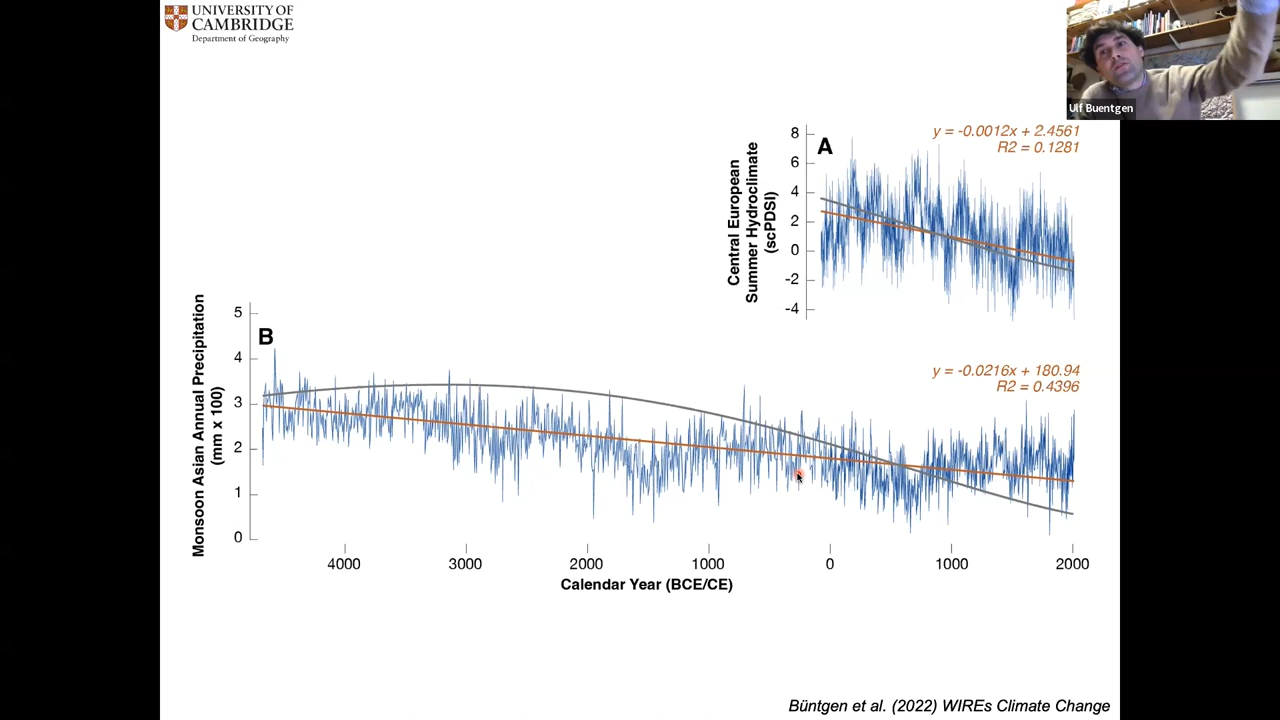 UNIVERSITY OF
CAMBRIDGE
Department of Geography
Ulf Buentgen
A
y = -0.0012x + 2.4561
R2 = 0.1281
Central European
Summer Hydroclimate
(scPDSI)
8
6
4
2
0
-2
-4
B
y = -0.0216x + 180.94
R2 = 0.4396
Monsoon Asian Annual Precipitation
(mm x 100)
5
4
3
2
1
0
4000 3000 2000 1000 0 1000 2000
Calendar Year (BCE/CE)
Büntgen et al. (2022) WIREs Climate Change